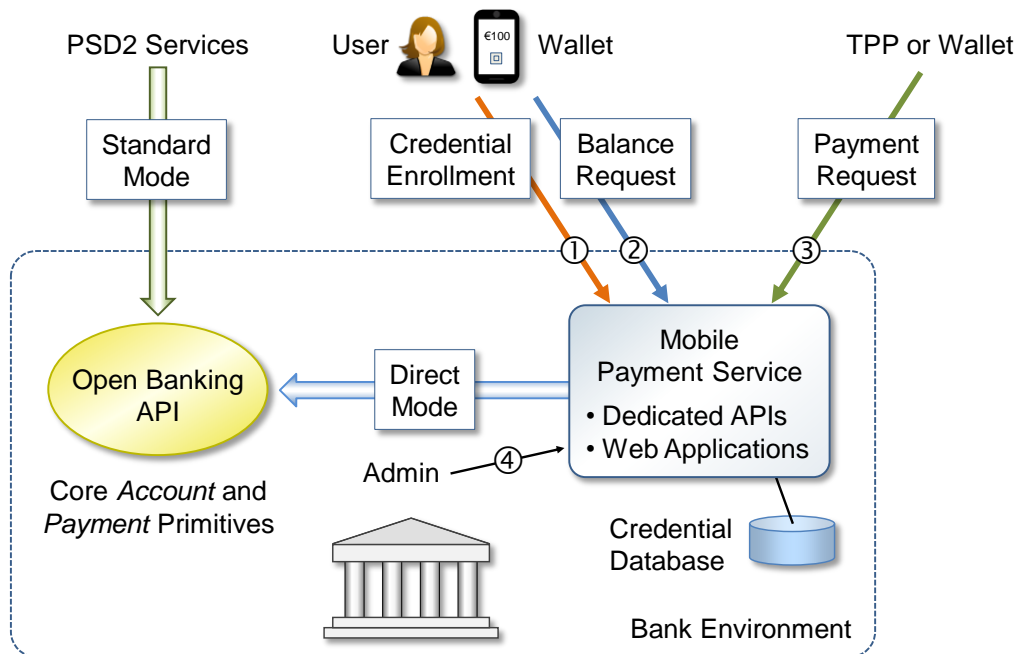 PSD2 Services
User
€100
Wallet
TPP or Wallet
Standard
Mode
Credential
Enrollment
Balance
Request
Payment
Request
①
②
③
Open Banking
API
Direct
Mode
Mobile
Payment Service
• Dedicated APIs
• Web Applications
Admin
④
Core Account and
Payment Primitives
Credential
Database
Bank Environment